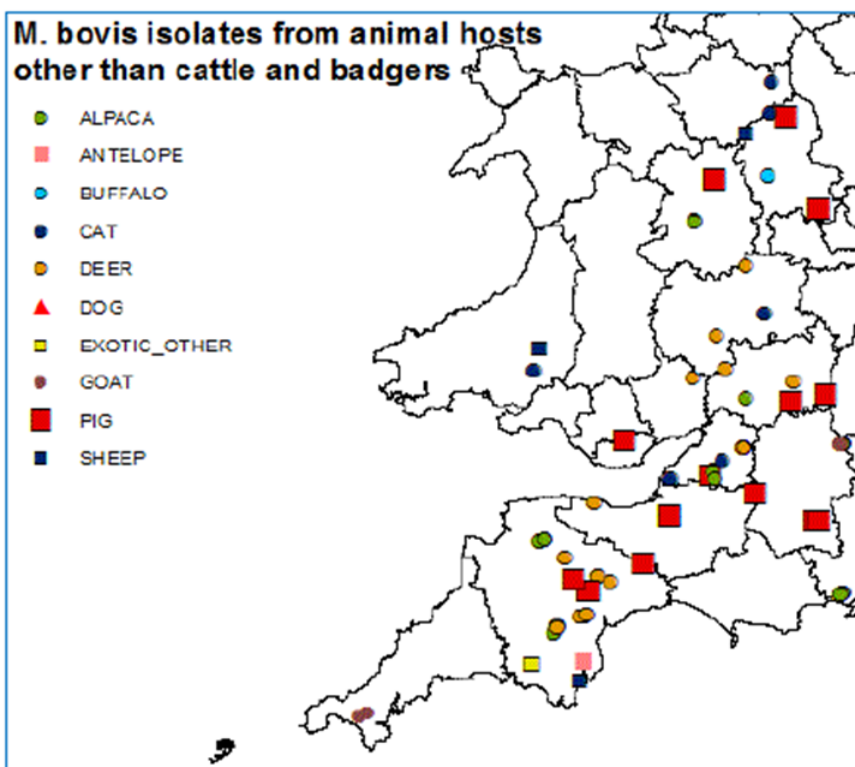 M. bovis isolates from animal hosts
other than cattle and badgers
ALPACA
ANTELOPE
BUFFALO
CAT
DEER
DOG
EXOTIC_OTHER
GOAT
PIG
SHEEP